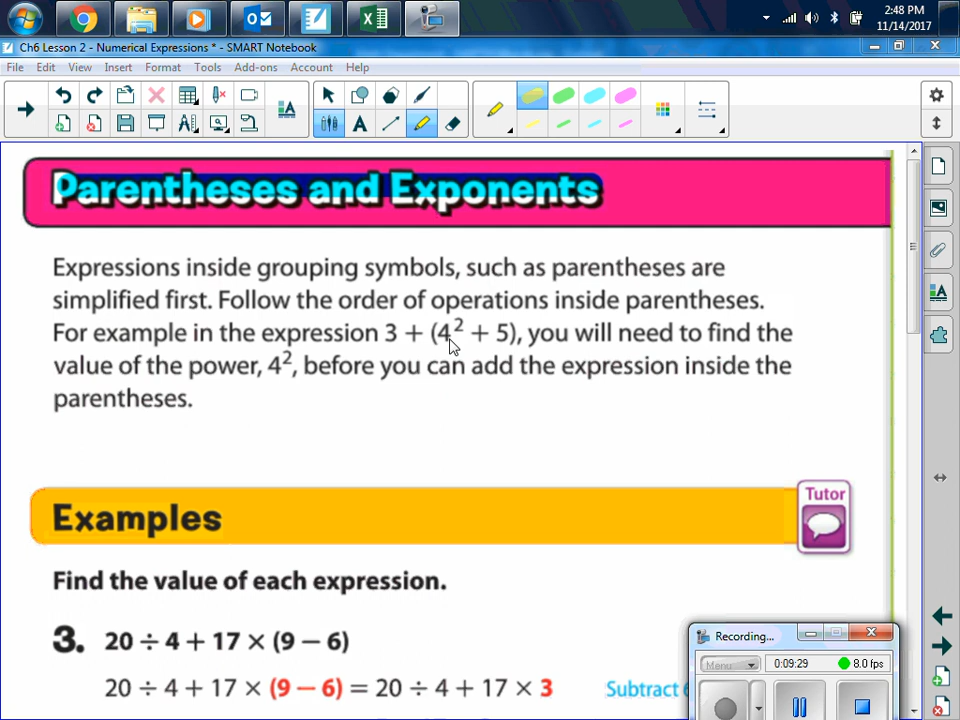 2:48 PM
11/14/2017
Ch6 Lesson 2 - Numerical Expressions * - SMART Notebook
File Edit View Insert Format Tools Add-ons Account Help
Parentheses and Exponents
Expressions inside grouping symbols, such as parentheses are
simplified first. Follow the order of operations inside parentheses.
For example in the expression 3 + (4² + 5), you will need to find the
value of the power, 4², before you can add the expression inside the
parentheses.
Tutor
Examples
Find the value of each expression.
3. 20 ÷ 4 + 17 × (9 − 6)
20 ÷ 4 + 17 × (9 − 6) = 20 ÷ 4 + 17 × 3 Subtract
Recording...
Menu 0:09:29 8.0 fps